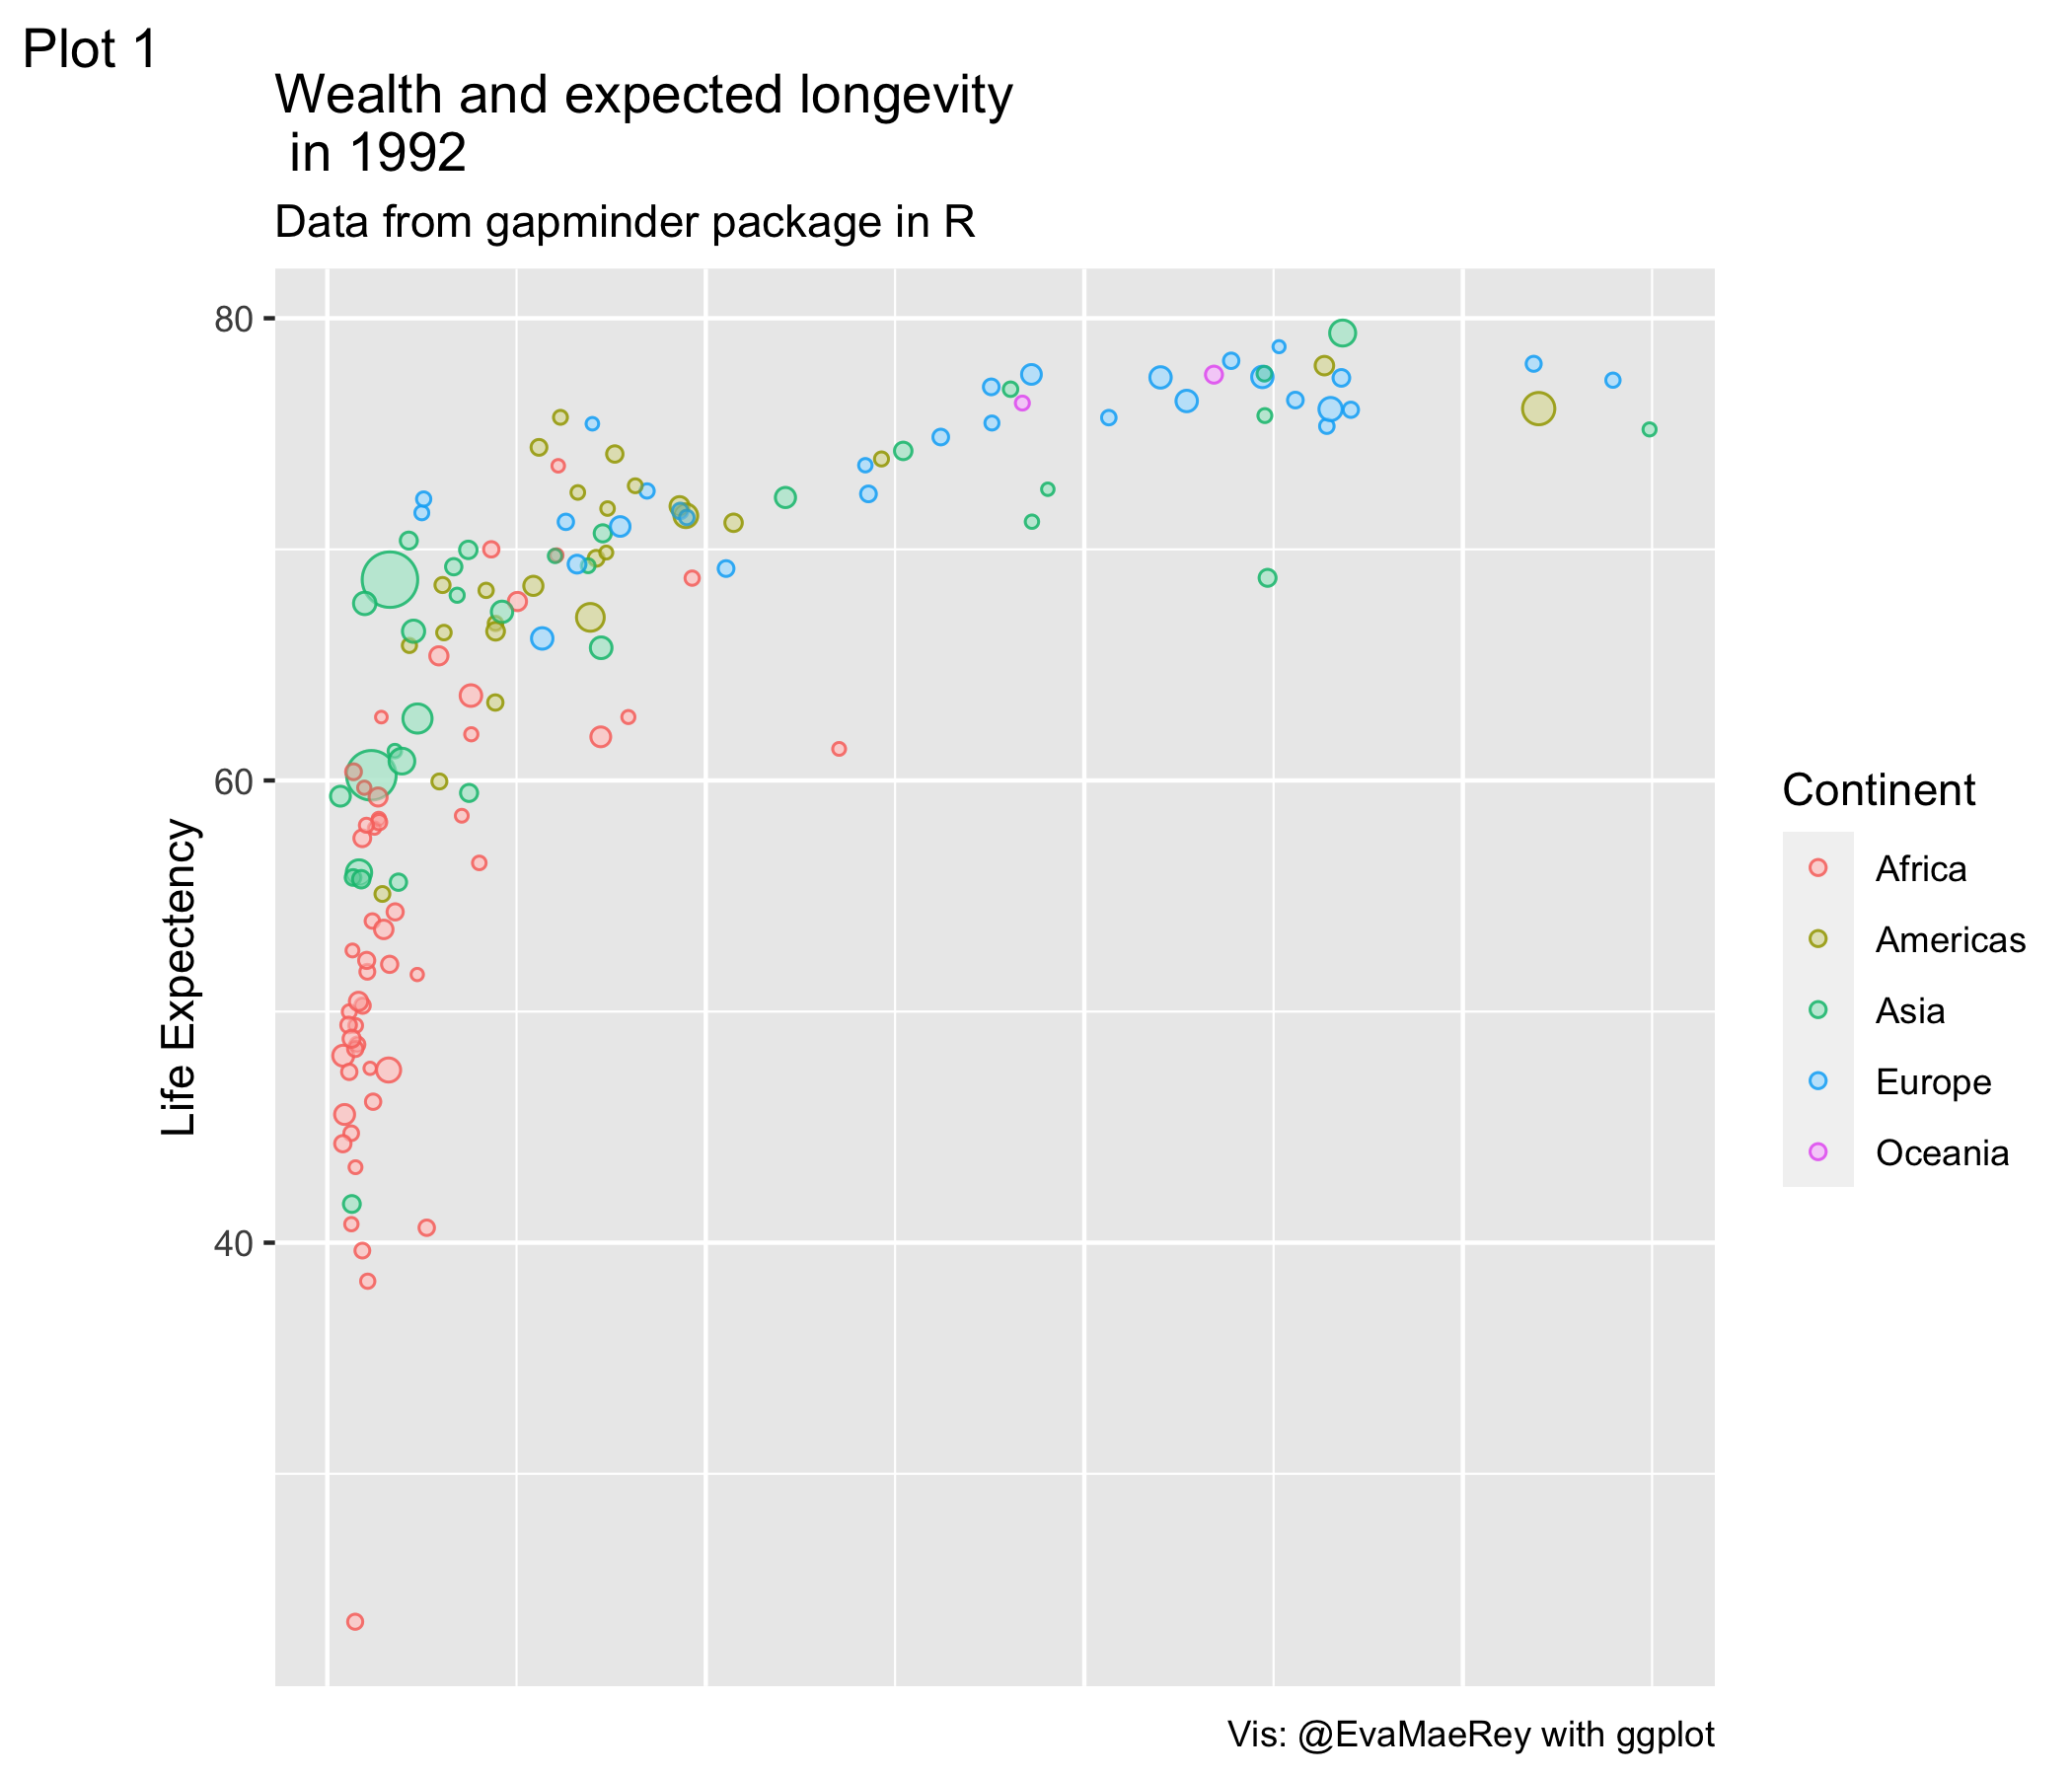 Plot 1
Wealth and expected longevity
in 1992
Data from gapminder package in R
80
60
40
Life Expectency
Continent
Africa
Americas
Asia
Europe
Oceania
Vis: @EvaMaeRey with ggplot